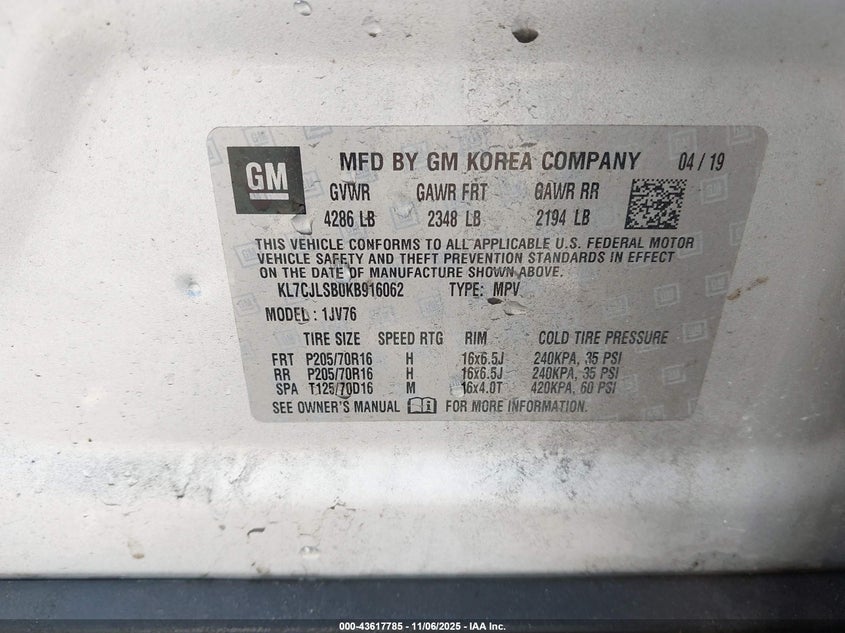 GM
MFD BY GM KOREA COMPANY 04 / 19
GVWR GAWR FRT GAWR RR
4286 LB 2348 LB 2194 LB
THIS VEHICLE CONFORMS TO ALL APPLICABLE U.S. FEDERAL MOTOR
VEHICLE SAFETY AND THEFT PREVENTION STANDARDS IN EFFECT
ON THE DATE OF MANUFACTURE SHOWN ABOVE.
KL7CJLSB0KB916062 TYPE: MPV
MODEL : 1JV76
TIRE SIZE SPEED RTG RIM COLD TIRE PRESSURE
FRT P205/70R16 H 16x6.5J 240KPA, 35 PSI
RR P205/70R16 H 16x6.5J 240KPA, 35 PSI
SPA T125/70D16 M 16x4.0T 420KPA, 60 PSI
SEE OWNER'S MANUAL FOR MORE INFORMATION.
000-43617785 - 11/06/2025 - IAA Inc.